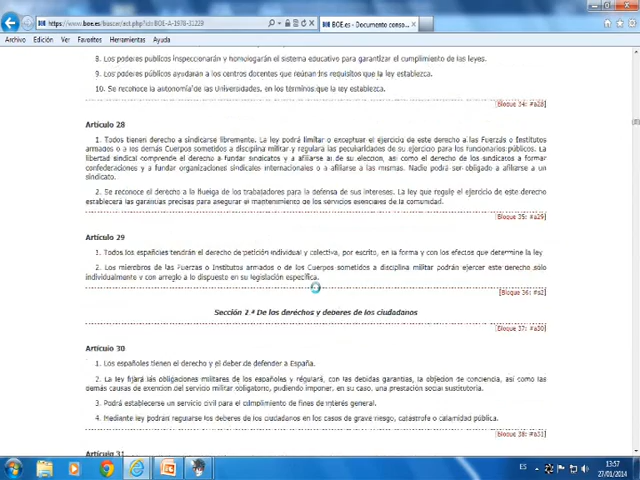 https://www.boe.es/buscar/act.php?id=BOE-A-1978-31229
BOE.es - Documento conso...
Archivo Edición Ver Favoritos Herramientas Ayuda
8. Los poderes públicos inspeccionarán y homologarán el sistema educativo para garantizar el cumplimiento de las leyes.
9. Los poderes públicos ayudarán a los centros docentes que reúnan los requisitos que la ley establezca.
10. Se reconoce la autonomía de las Universidades, en los términos que la ley establezca.
[Bloque 34: #a28]
Artículo 28
1. Todos tienen derecho a sindicarse libremente. La ley podrá limitar o exceptuar el ejercicio de este derecho a las Fuerzas o Institutos
armados o a los demás Cuerpos sometidos a disciplina militar y regulará las peculiaridades de su ejercicio para los funcionarios públicos. La
libertad sindical comprende el derecho a fundar sindicatos y a afiliarse al de su elección, así como el derecho de los sindicatos a formar
confederaciones y a fundar organizaciones sindicales internacionales o a afiliarse a las mismas. Nadie podrá ser obligado a afiliarse a un
sindicato.
2. Se reconoce el derecho a la huelga de los trabajadores para la defensa de sus intereses. La ley que regule el ejercicio de este derecho
establecerá las garantías precisas para asegurar el mantenimiento de los servicios esenciales de la comunidad.
[Bloque 35: #a29]
Artículo 29
1. Todos los españoles tendrán el derecho de petición individual y colectiva, por escrito, en la forma y con los efectos que determine la ley
2. Los miembros de las Fuerzas o Institutos armados o de los Cuerpos sometidos a disciplina militar podrán ejercer este derecho sólo
individualmente y con arreglo a lo dispuesto en su legislación específica.
[Bloque 36: #s2]
Sección 2.ª De los derechos y deberes de los ciudadanos
[Bloque 37: #a30]
Artículo 30
1. Los españoles tienen el derecho y el deber de defender a España.
2. La ley fijará las obligaciones militares de los españoles y regulará, con las debidas garantías, la objeción de conciencia, así como las
demás causas de exención del servicio militar obligatorio, pudiendo imponer, en su caso, una prestación social sustitutoria.
3. Podrá establecerse un servicio civil para el cumplimiento de fines de interés general.
4. Mediante ley podrán regularse los deberes de los ciudadanos en los casos de grave riesgo, catástrofe o calamidad pública.
[Bloque 38: #a31]
Artículo 31
ES
13:57
27/01/2014